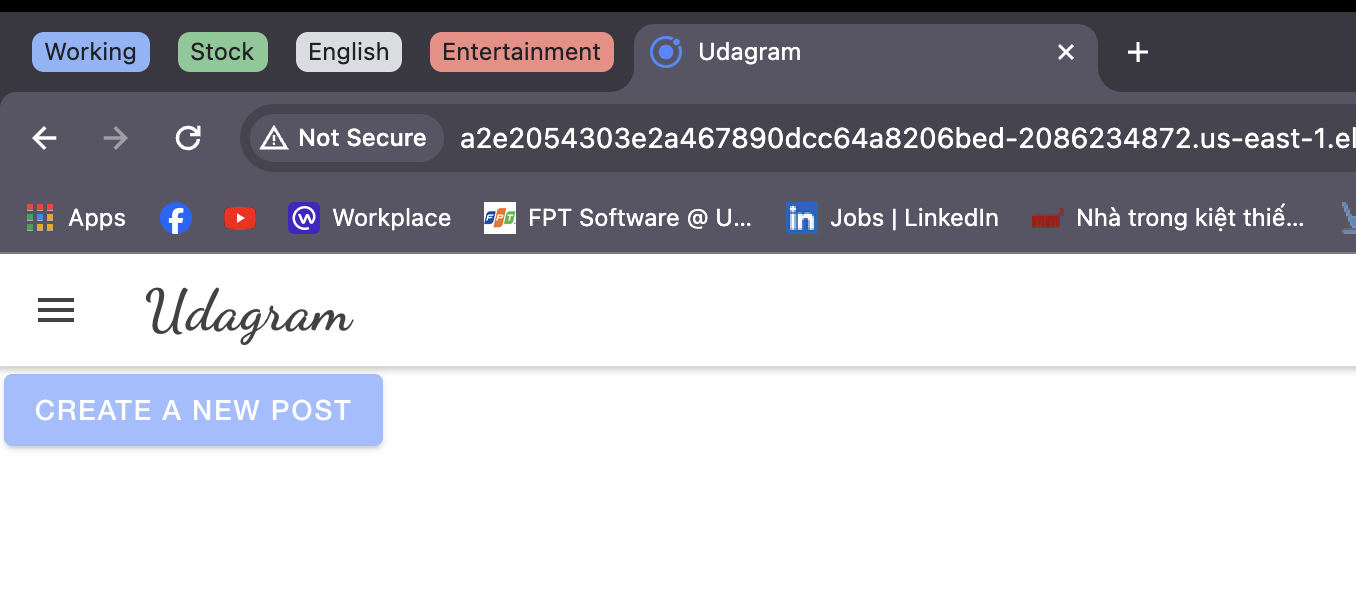 Working Stock English Entertainment Udagram
Not Secure a2e2054303e2a467890dcc64a8206bed-2086234872.us-east-1.el
Apps Workplace FPT Software @ U... Jobs | LinkedIn Nhà trong kiệt thiế...
Udagram
CREATE A NEW POST